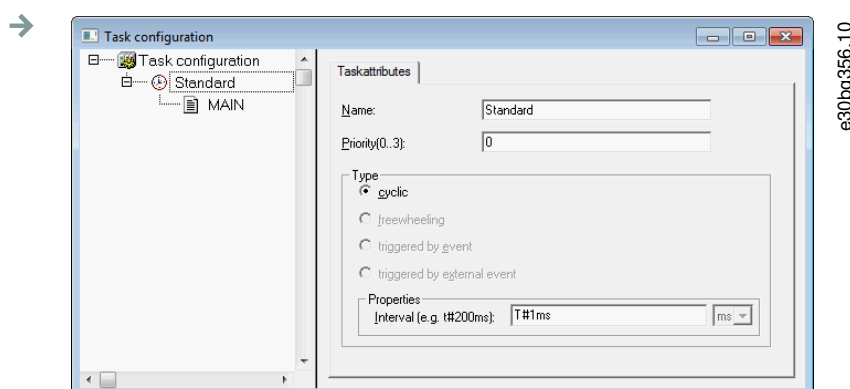 Task configuration
Task configuration
Standard
MAIN
Taskattributes
Name: Standard
Priority(0..3): 0
Type
cyclic
freewheeling
triggered by event
triggered by external event
Properties
Interval (e.g. t#200ms): T#1ms ms
e30bg356.10